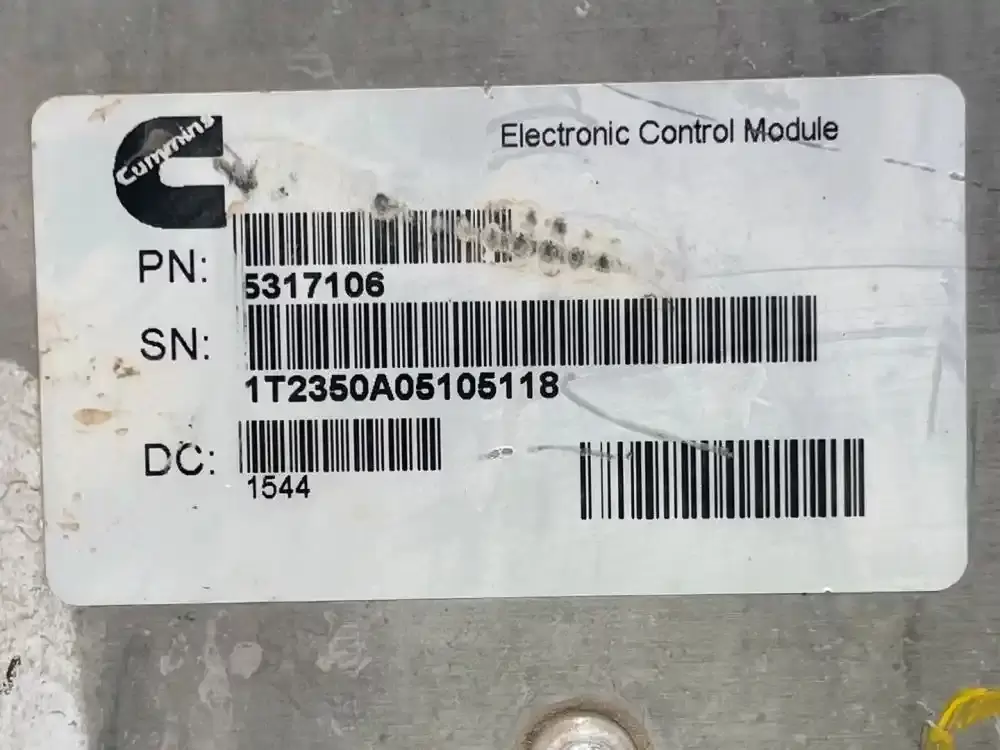 Cummins
Electronic Control Module
PN:
5317106
SN:
1T2350A05105118
DC:
1544